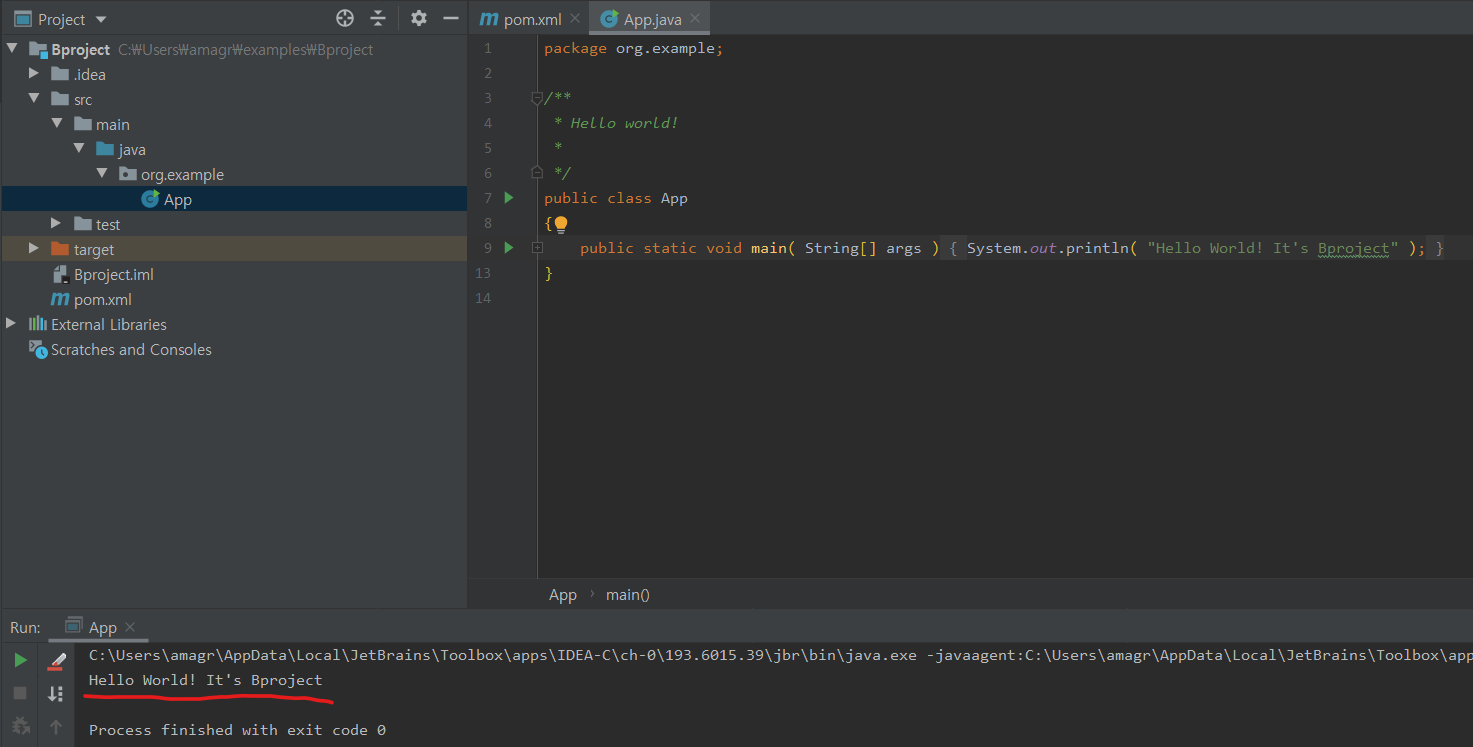 Project
Bproject C:₩Users₩amagr₩examples₩Bproject
.idea
src
main
java
org.example
App
test
target
Bproject.iml
pom.xml
External Libraries
Scratches and Consoles
pom.xml
App.java
1 package org.example;
2
3 /**
4 * Hello world!
5 *
6 */
7 public class App
8 {
9 public static void main( String[] args ) { System.out.println( "Hello World! It's Bproject" ); }
13 }
14
App › main()
Run: App
C:\Users\amagr\AppData\Local\JetBrains\Toolbox\apps\IDEA-C\ch-0\193.6015.39\jbr\bin\java.exe -javaagent:C:\Users\amagr\AppData\Local\JetBrains\Toolbox\app
Hello World! It's Bproject
Process finished with exit code 0